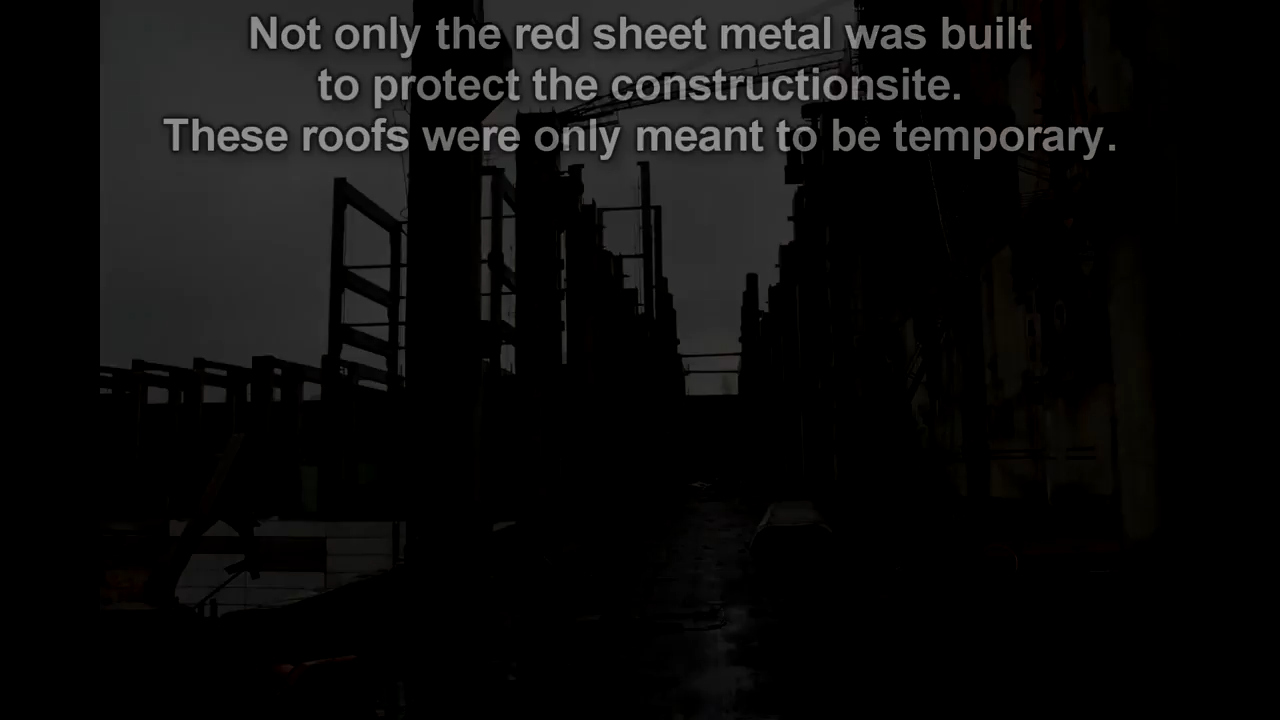 Not only the red sheet metal was built
to protect the constructionsite.
These roofs were only meant to be temporary.